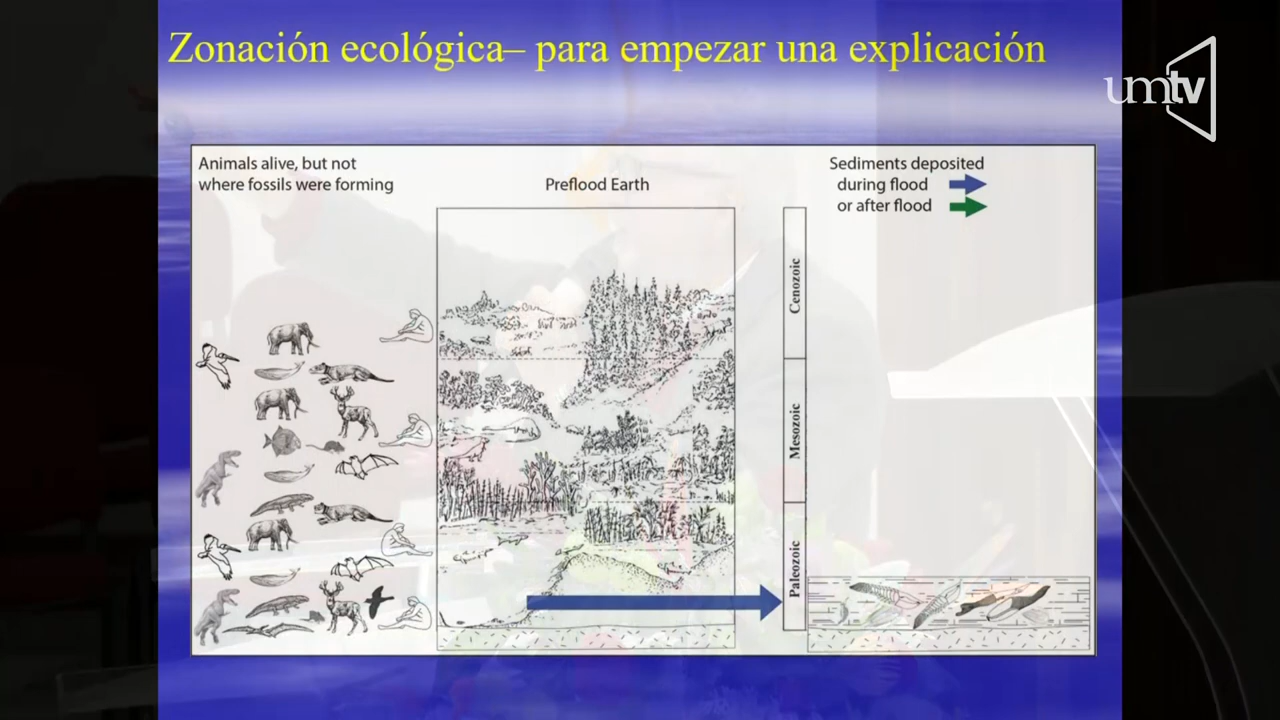 Zonación ecológica– para empezar una explicación
umtv
Animals alive, but not
where fossils were forming
Preflood Earth
Sediments deposited
during flood
or after flood
Cenozoic
Mesozoic
Paleozoic